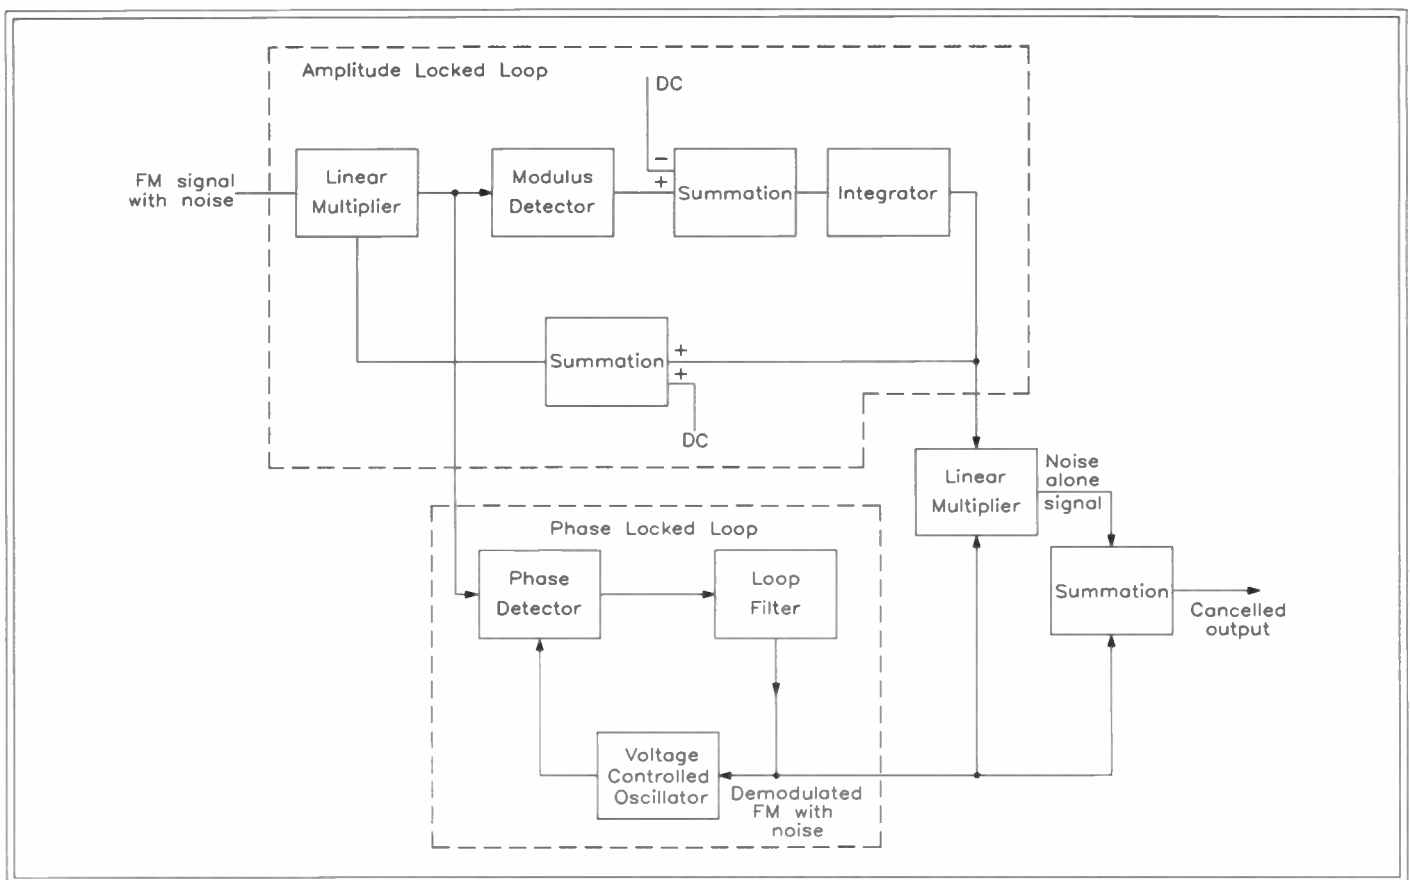 Amplitude Locked Loop
DC
FM signal
with noise
Linear
Multiplier
Modulus
Detector
−
+
Summation
Integrator
Summation
+
+
DC
Linear
Multiplier
Noise
alone
signal
Phase Locked Loop
Phase
Detector
Loop
Filter
Summation
Cancelled
output
Voltage
Controlled
Oscillator
Demodulated
FM with
noise